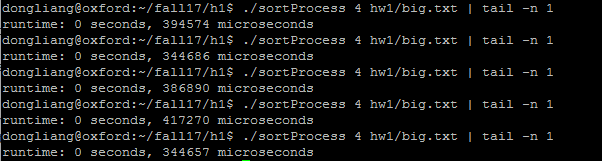 dongliang@oxford:~/fall17/h1$ ./sortProcess 4 hw1/big.txt | tail -n 1
runtime: 0 seconds, 394574 microseconds
dongliang@oxford:~/fall17/h1$ ./sortProcess 4 hw1/big.txt | tail -n 1
runtime: 0 seconds, 344686 microseconds
dongliang@oxford:~/fall17/h1$ ./sortProcess 4 hw1/big.txt | tail -n 1
runtime: 0 seconds, 386890 microseconds
dongliang@oxford:~/fall17/h1$ ./sortProcess 4 hw1/big.txt | tail -n 1
runtime: 0 seconds, 417270 microseconds
dongliang@oxford:~/fall17/h1$ ./sortProcess 4 hw1/big.txt | tail -n 1
runtime: 0 seconds, 344657 microseconds